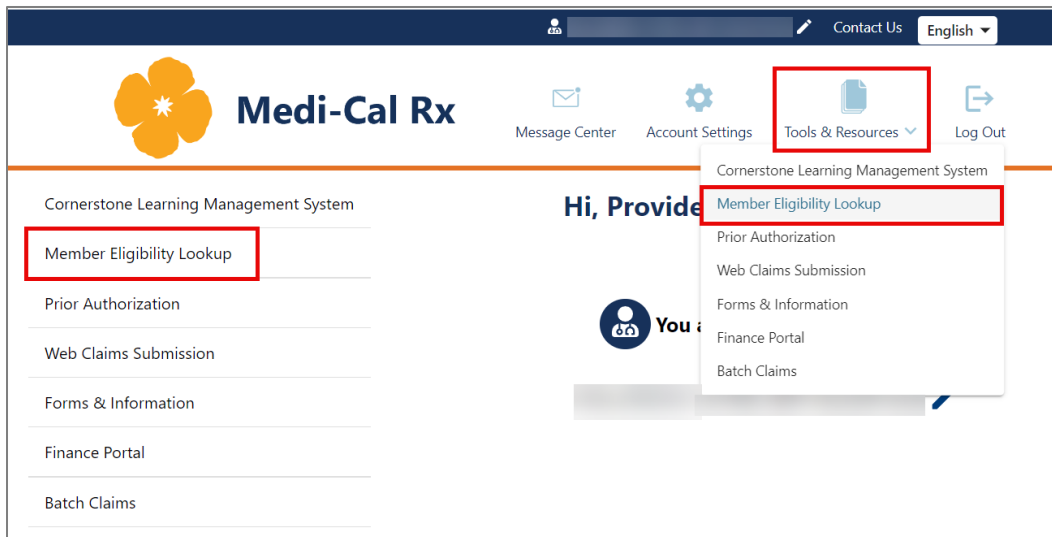 Contact Us
English
Medi-Cal Rx
Message Center
Account Settings
Tools & Resources
Log Out
Cornerstone Learning Management System
Member Eligibility Lookup
Prior Authorization
Web Claims Submission
Forms & Information
Finance Portal
Batch Claims
Cornerstone Learning Management System
Member Eligibility Lookup
Prior Authorization
Web Claims Submission
Forms & Information
Finance Portal
Batch Claims
Hi, Provide
You